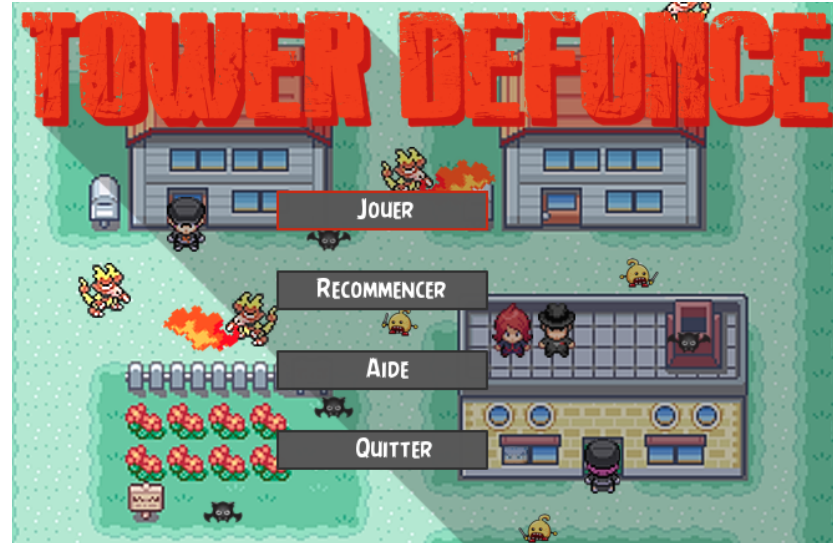 TOWER DEFONCE
JOUER
RECOMMENCER
AIDE
QUITTER